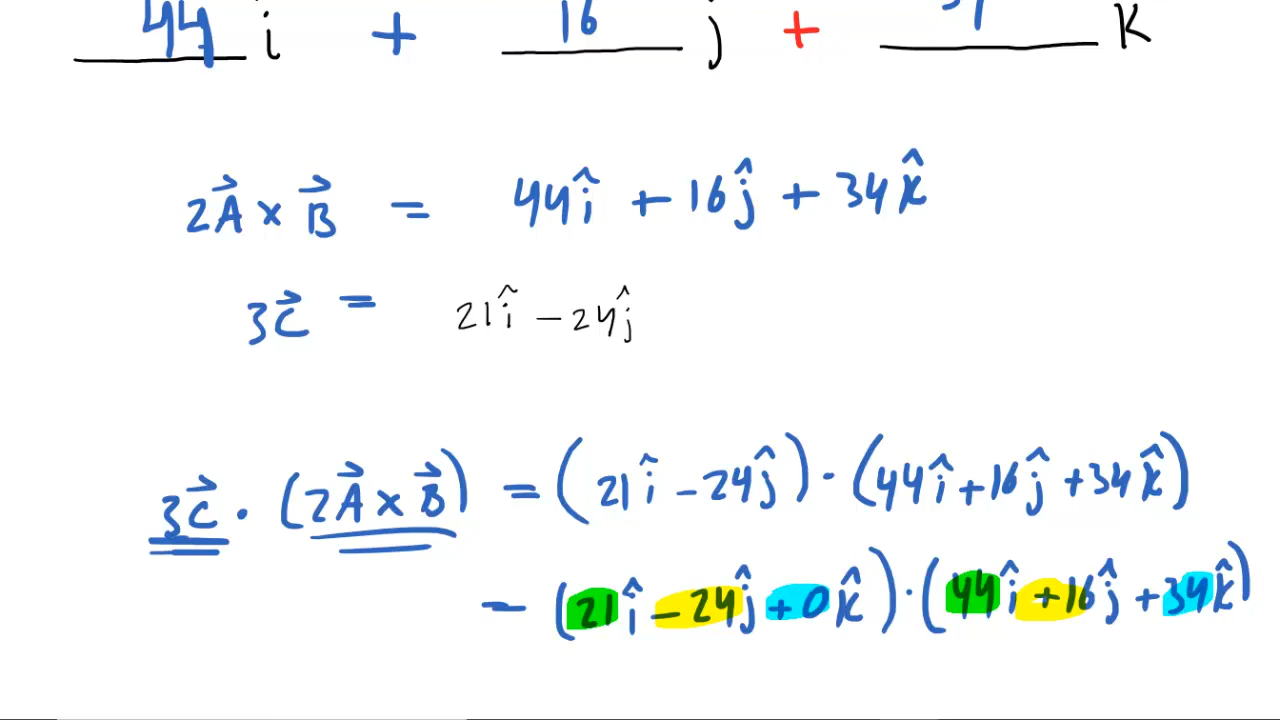 44 i + 16 j + 34 k
2A⃗ × B⃗ = 44î + 16ĵ + 34k̂
3C⃗ = 21î − 24ĵ
3C⃗ · (2A⃗ × B⃗) = (21î − 24ĵ) · (44î + 16ĵ + 34k̂)
= (21î − 24ĵ + 0k̂) · (44î + 16ĵ + 34k̂)